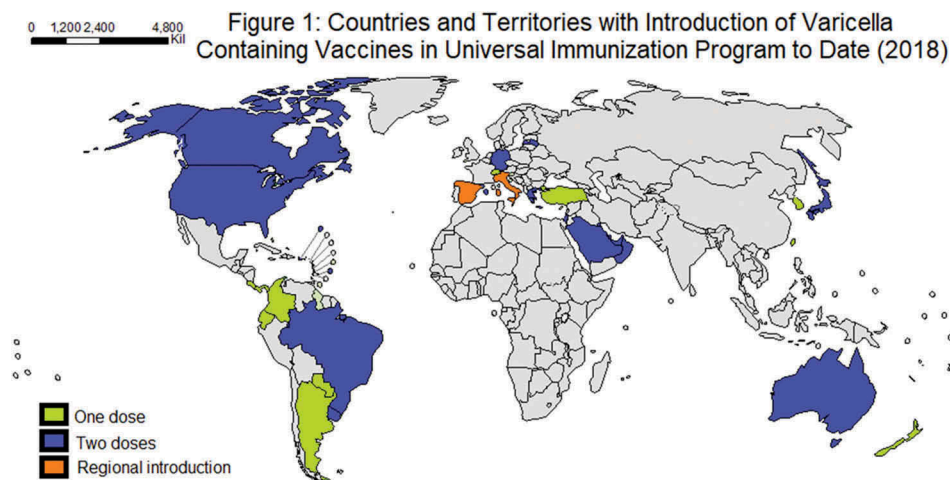 Figure 1: Countries and Territories with Introduction of Varicella
Containing Vaccines in Universal Immunization Program to Date (2018)
0 1,200 2,400 4,800
Kil
One dose
Two doses
Regional introduction